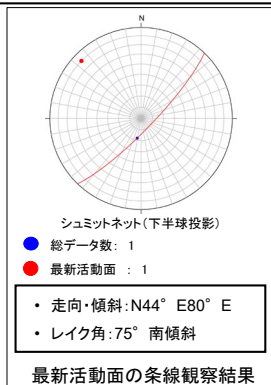 N
シュミットネット(下半球投影)
総データ数: 1
最新活動面 : 1
・ 走向・傾斜:N44°E80°E
・ レイク角:75°南傾斜
最新活動面の条線観察結果